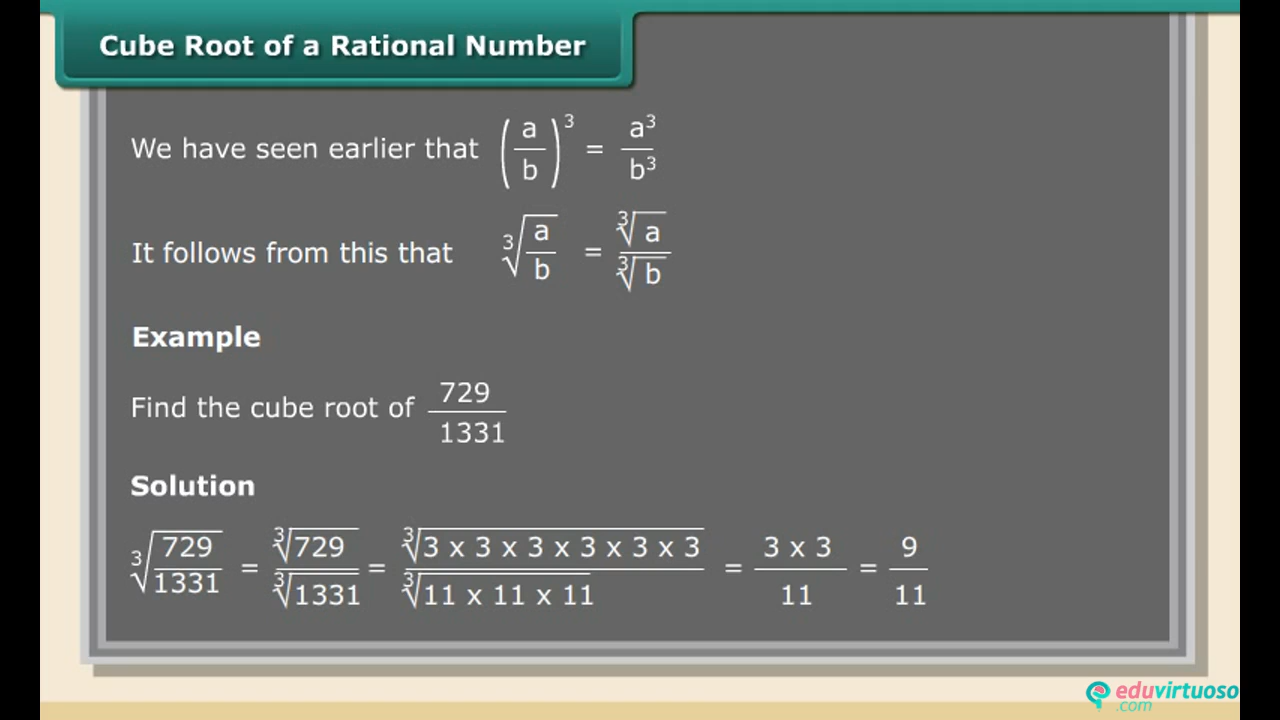 Cube Root of a Rational Number
We have seen earlier that (a/b)³ = a³/b³
It follows from this that ∛(a/b) = ∛a/∛b
Example
Find the cube root of 729/1331
Solution
∛(729/1331) = ∛729/∛1331 = ∛(3 x 3 x 3 x 3 x 3 x 3)/∛(11 x 11 x 11) = (3 x 3)/11 = 9/11
eduvirtuoso
.com